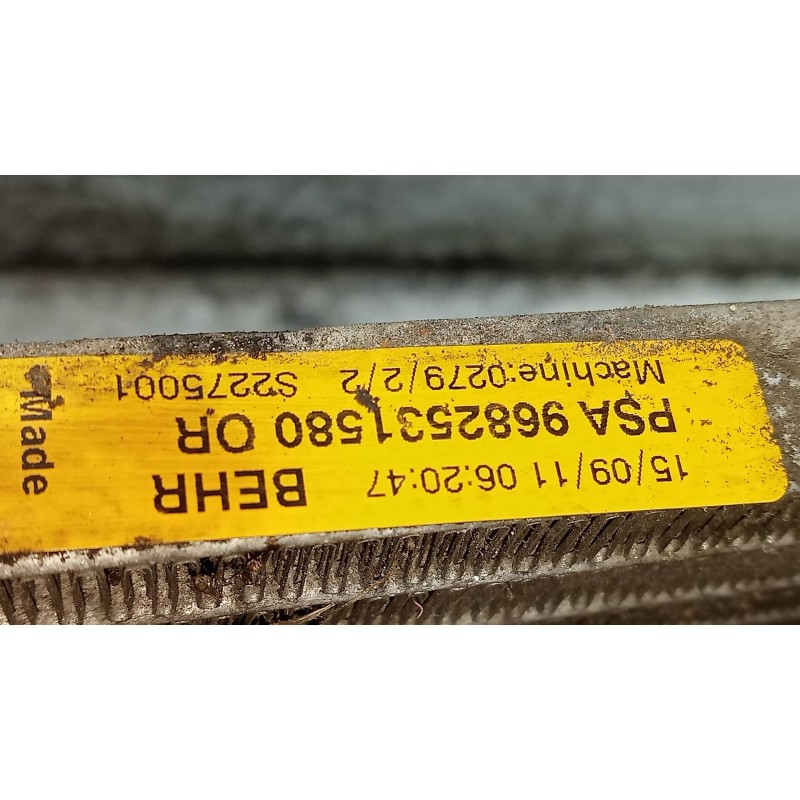 15/09/11 06:20:47 BEHR
PSA 9682531580 OR
Machine:0279/2/2 S2275001
Made